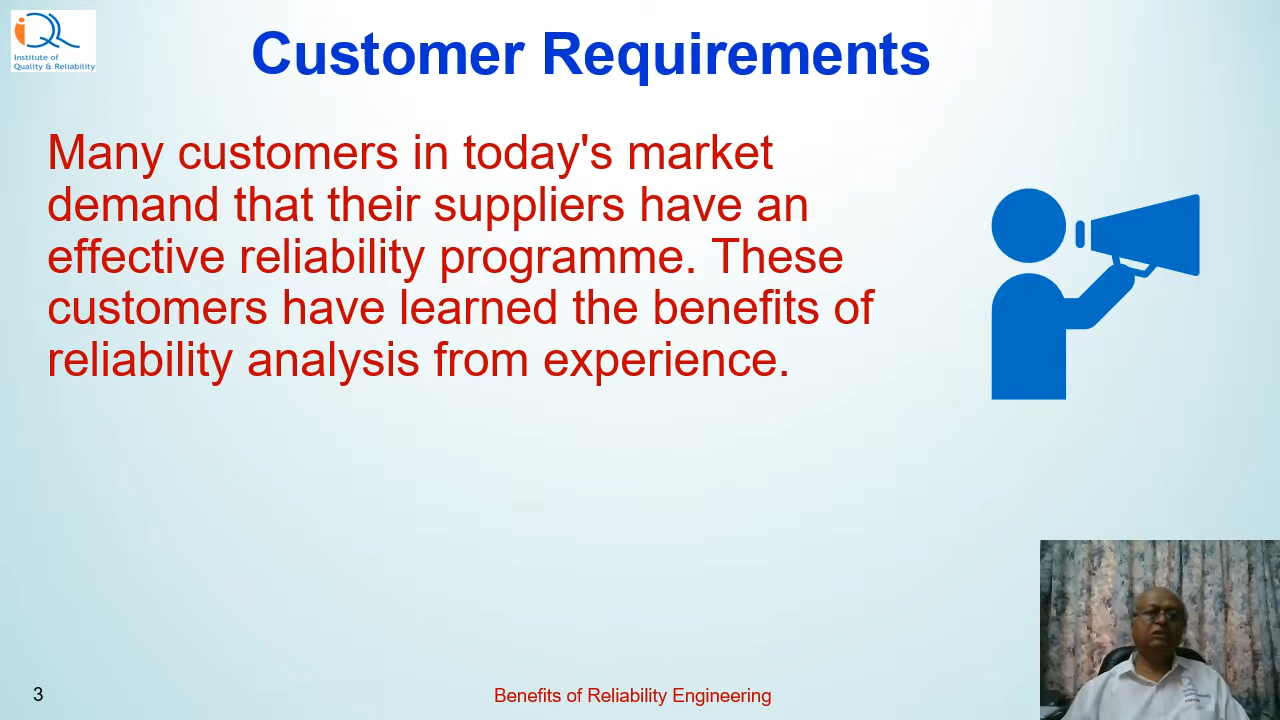 Institute of
Quality & Reliability
Customer Requirements
Many customers in today's market
demand that their suppliers have an
effective reliability programme. These
customers have learned the benefits of
reliability analysis from experience.
3
Benefits of Reliability Engineering